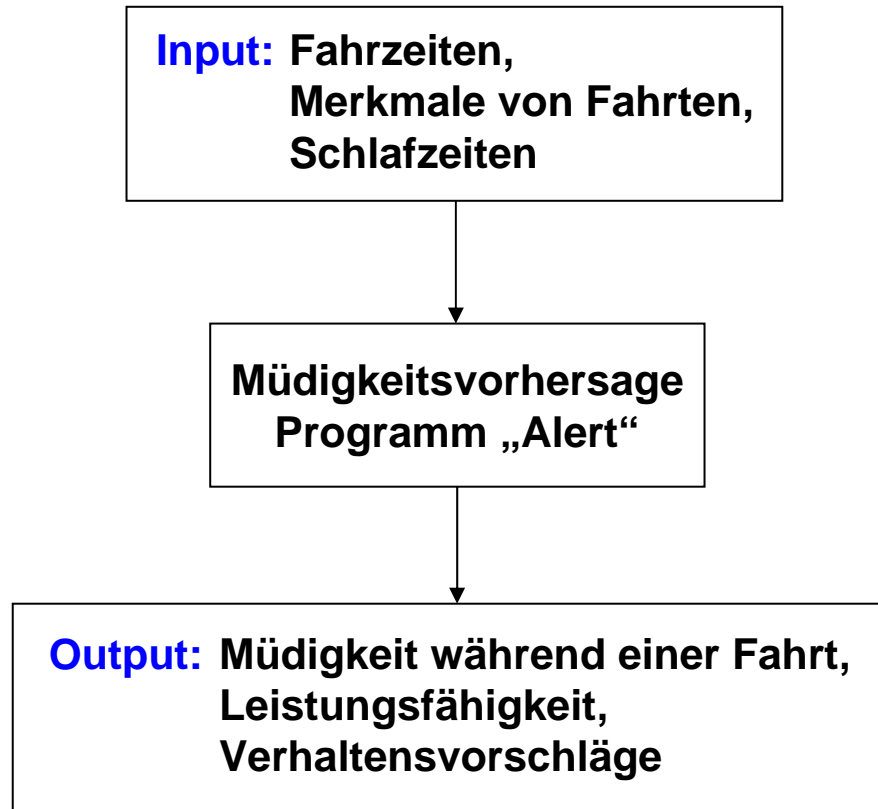 Input: Fahrzeiten,
Merkmale von Fahrten,
Schlafzeiten
Müdigkeitsvorhersage
Programm „Alert“
Output: Müdigkeit während einer Fahrt,
Leistungsfähigkeit,
Verhaltensvorschläge